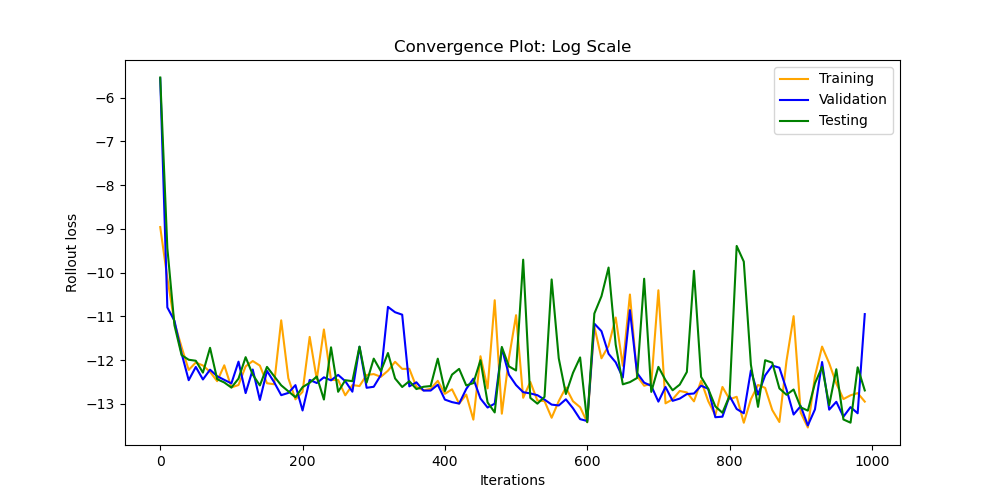 Convergence Plot: Log Scale
Training
Validation
Testing
Rollout loss
−6
−7
−8
−9
−10
−11
−12
−13
0 200 400 600 800 1000
Iterations